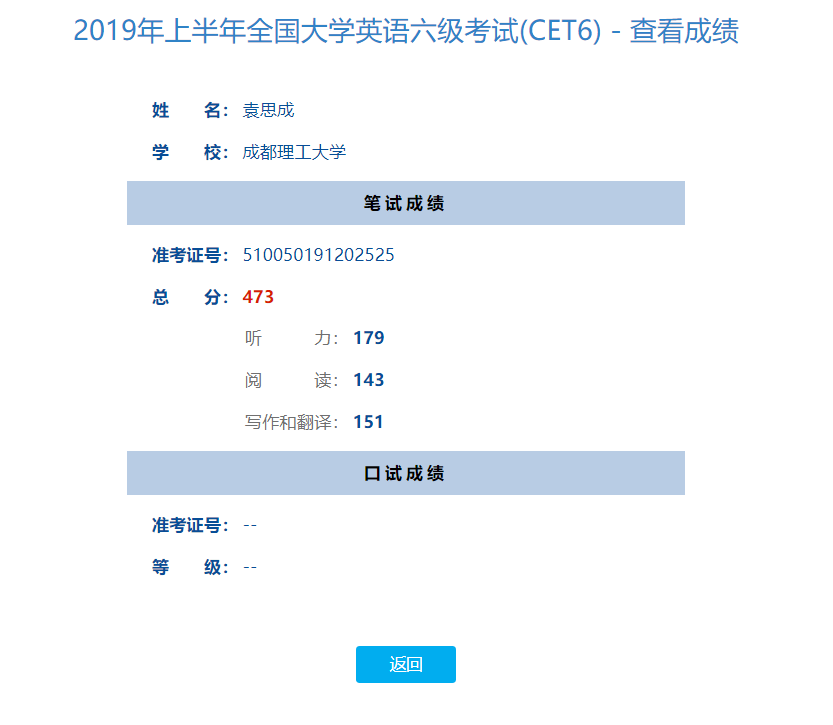 2019年上半年全国大学英语六级考试(CET6) - 查看成绩
姓 名： 袁思成
学 校： 成都理工大学
笔试成绩
准考证号： 510050191202525
总 分： 473
听 力： 179
阅 读： 143
写作和翻译： 151
口试成绩
准考证号： --
等 级： --
返回